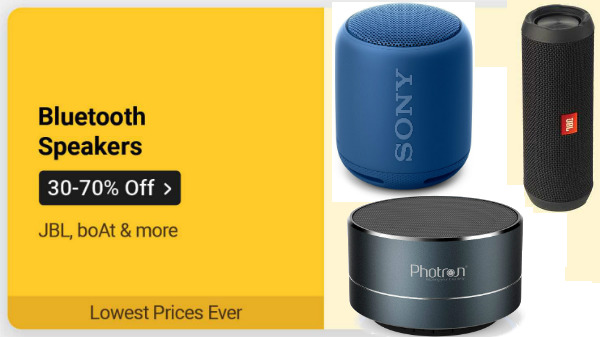 Bluetooth
Speakers
30-70% Off >
JBL, boAt & more
Lowest Prices Ever
SONY
JBL
Photron